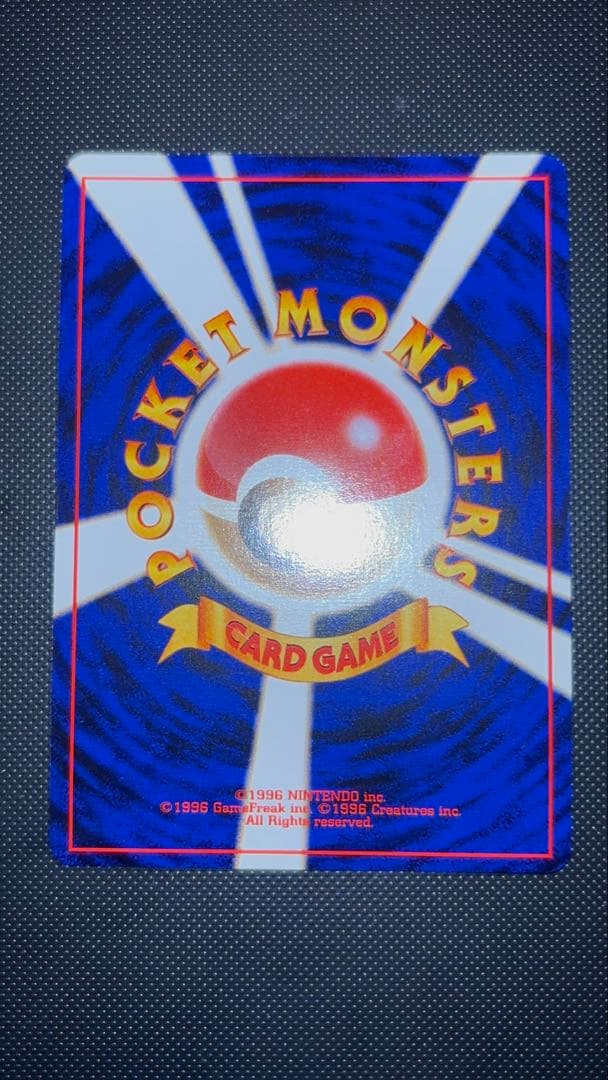 POCKET MONSTERS
CARD GAME
©1996 NINTENDO inc.
©1996 GameFreak inc. ©1996 Creatures inc.
All Rights reserved.